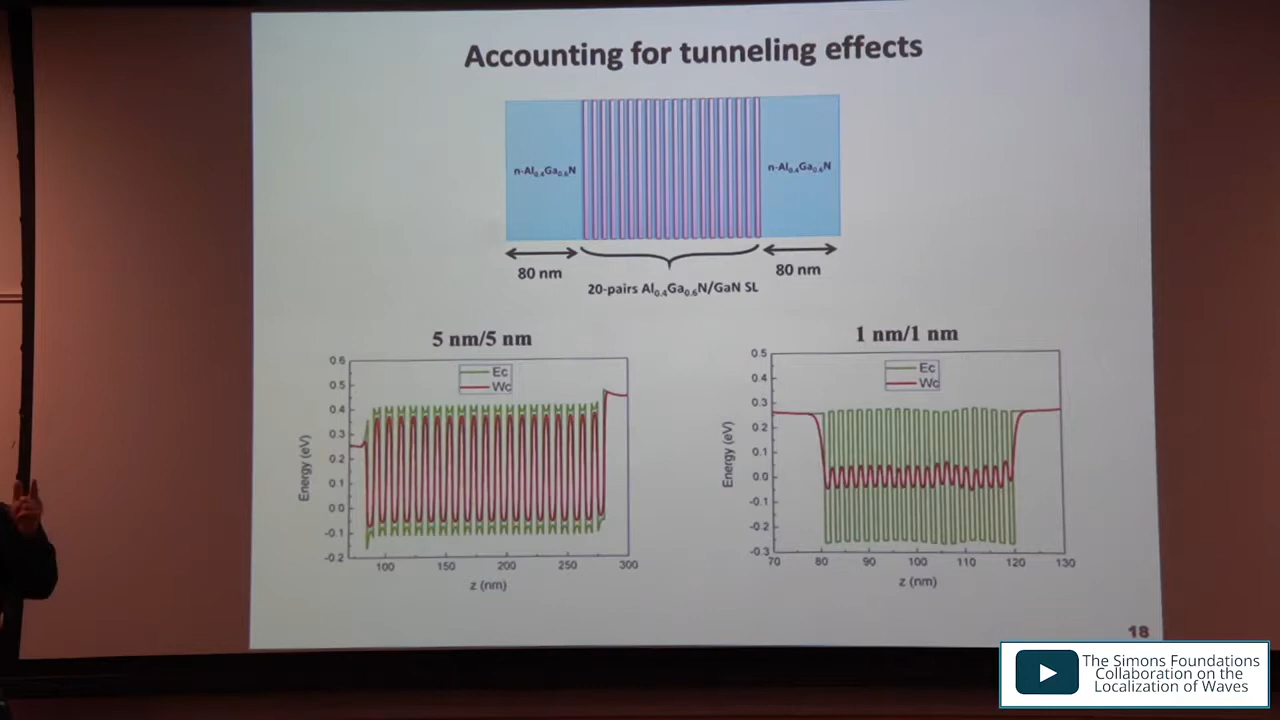 Accounting for tunneling effects
n-Al₀.₄Ga₀.₆N
n-Al₀.₄Ga₀.₆N
80 nm
80 nm
20-pairs Al₀.₄Ga₀.₆N/GaN SL
5 nm/5 nm
1 nm/1 nm
Ec
Wc
Energy (eV)
0.6
0.5
0.4
0.3
0.2
0.1
0.0
-0.1
-0.2
100
150
200
250
300
z (nm)
Ec
Wc
Energy (eV)
0.5
0.4
0.3
0.2
0.1
0.0
-0.1
-0.2
-0.3
70
80
90
100
110
120
130
z (nm)
18
The Simons Foundations
Collaboration on the
Localization of Waves